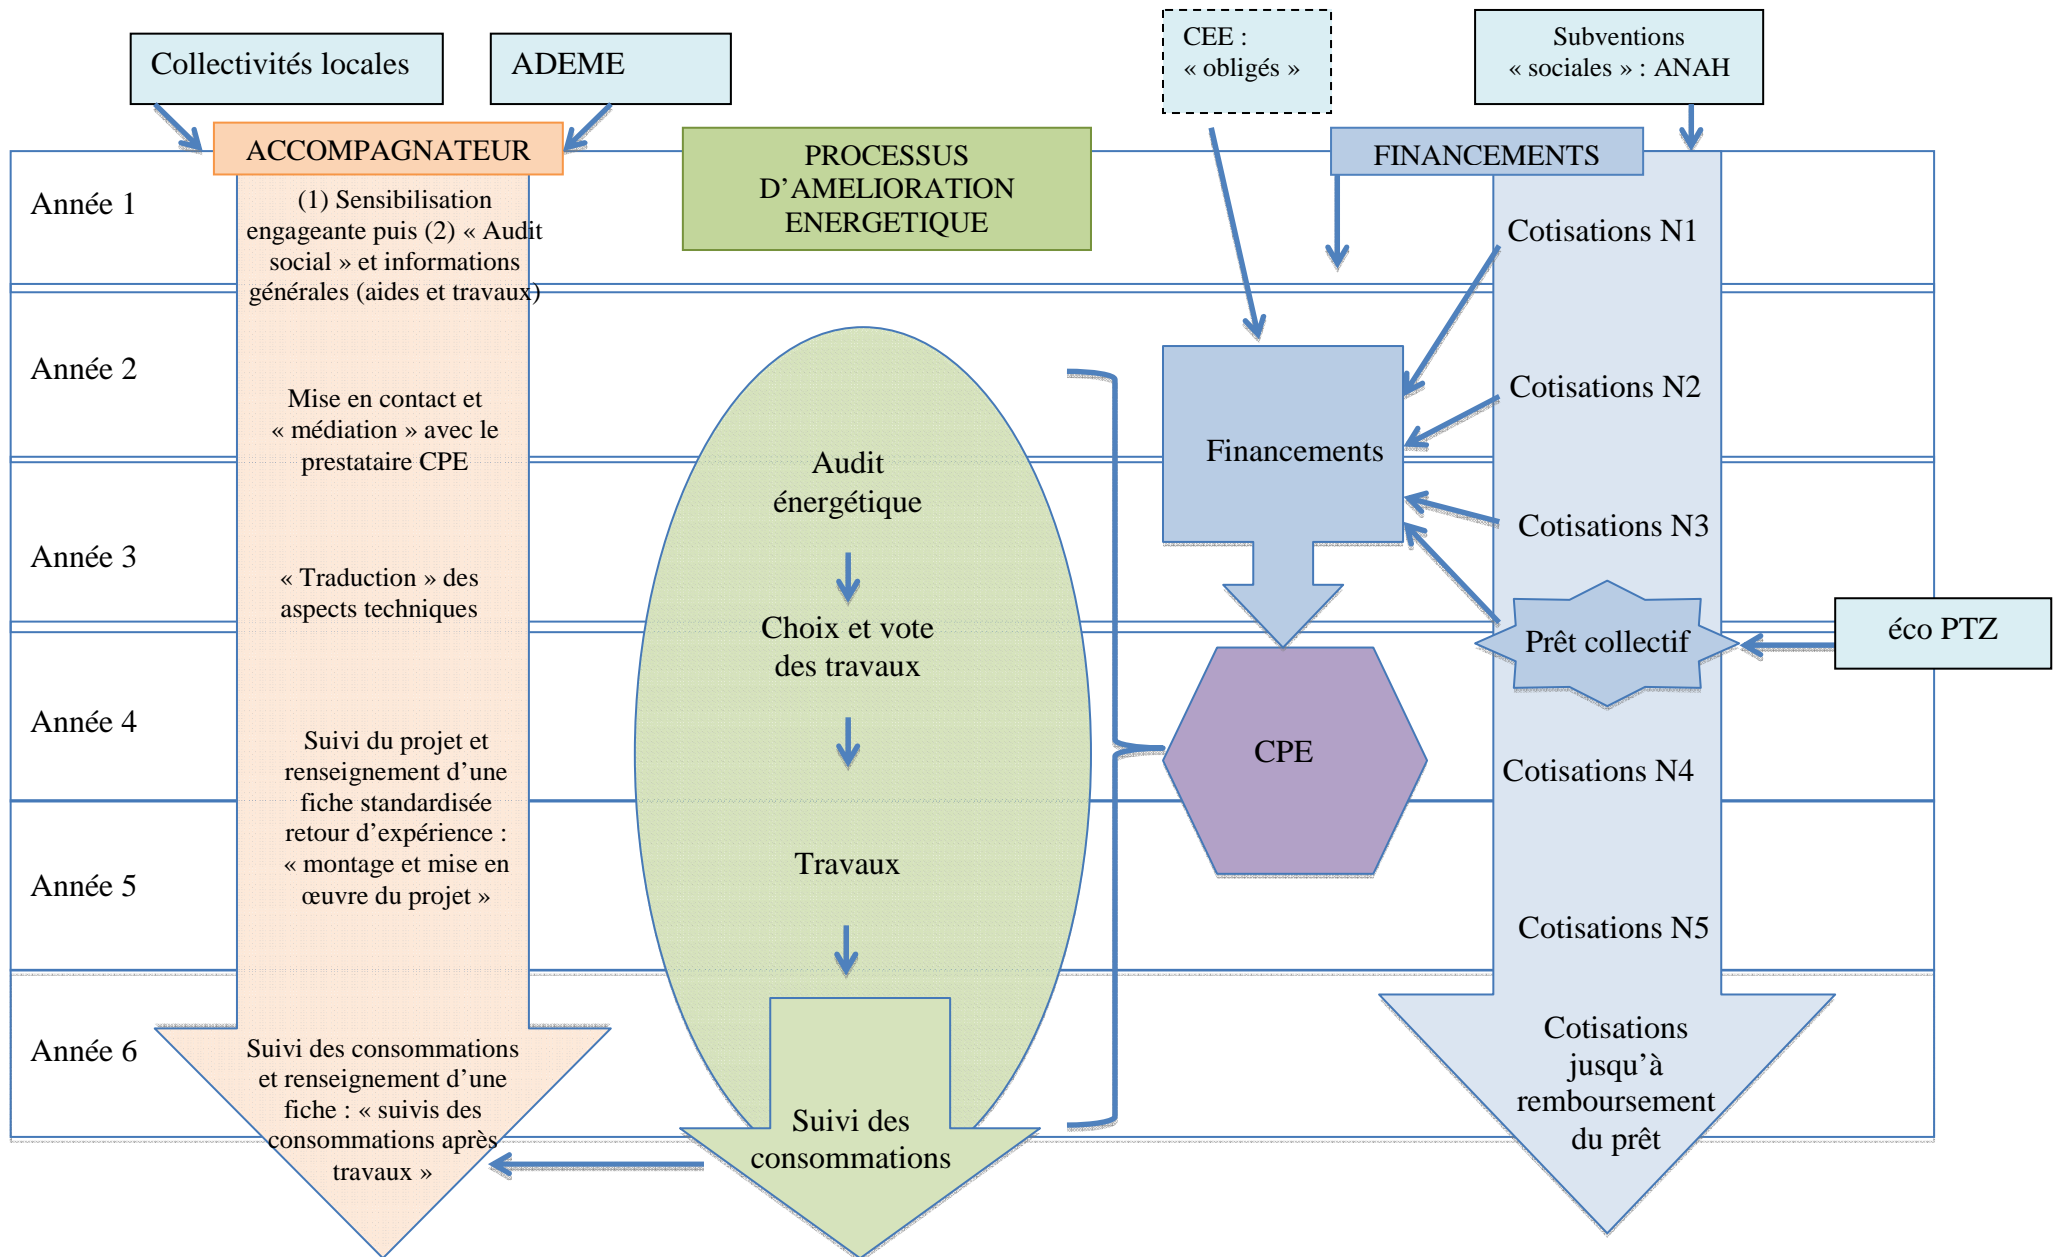 Collectivités locales
ADEME
CEE :
« obligés »
Subventions
« sociales » : ANAH
ACCOMPAGNATEUR
PROCESSUS
D’AMELIORATION
ENERGETIQUE
FINANCEMENTS
Année 1
(1) Sensibilisation
engageante puis (2) « Audit
social » et informations
générales (aides et travaux)
Cotisations N1
Année 2
Mise en contact et
« médiation » avec le
prestataire CPE
Cotisations N2
Audit
énergétique
Financements
Année 3
« Traduction » des
aspects techniques
Cotisations N3
Choix et vote
des travaux
Prêt collectif
éco PTZ
Année 4
Suivi du projet et
renseignement d’une
fiche standardisée
retour d’expérience :
« montage et mise en
œuvre du projet »
CPE
Cotisations N4
Année 5
Travaux
Cotisations N5
Année 6
Suivi des consommations
et renseignement d’une
fiche : « suivis des
consommations après
travaux »
Suivi des
consommations
Cotisations
jusqu’à
remboursement
du prêt